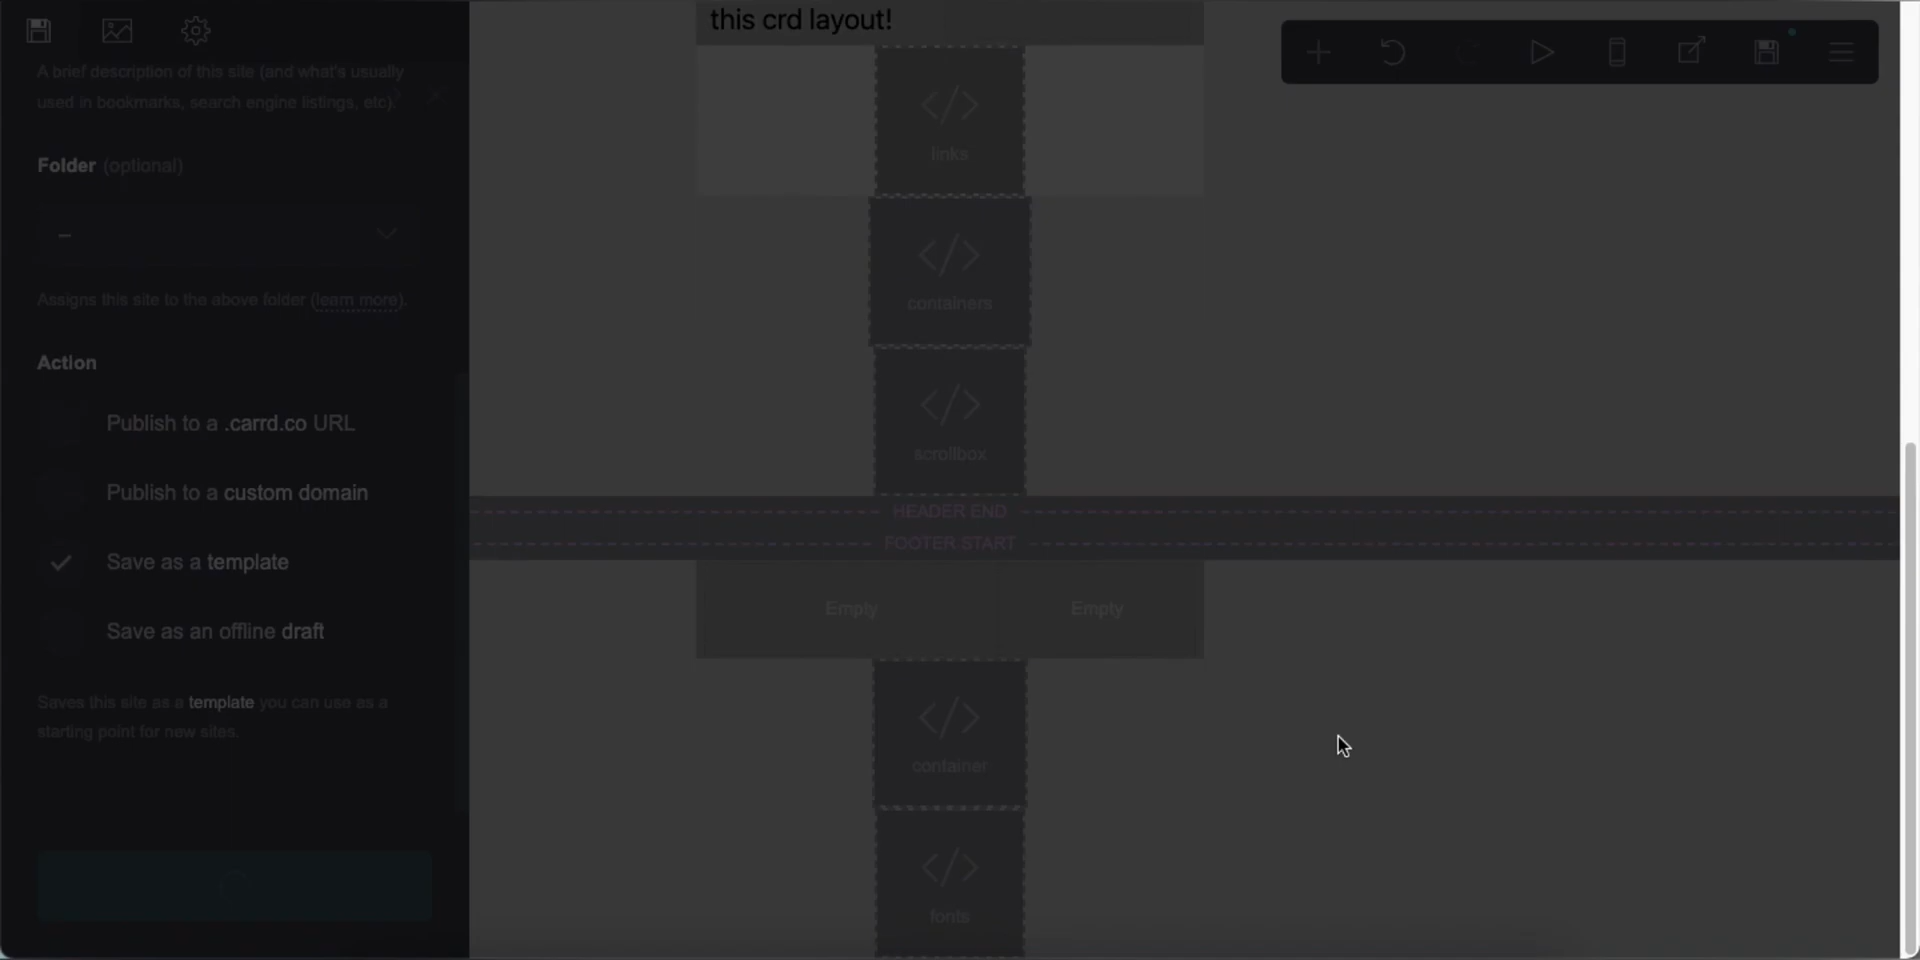 this crd layout!
A brief description of this site (and what's usually
used in bookmarks, search engine listings, etc).
Folder (optional)
–
Assigns this site to the above folder (learn more).
Action
Publish to a .carrd.co URL
Publish to a custom domain
Save as a template
Save as an offline draft
Saves this site as a template you can use as a
starting point for new sites.
links
containers
scrollbox
HEADER END
FOOTER START
Empty
Empty
container
fonts